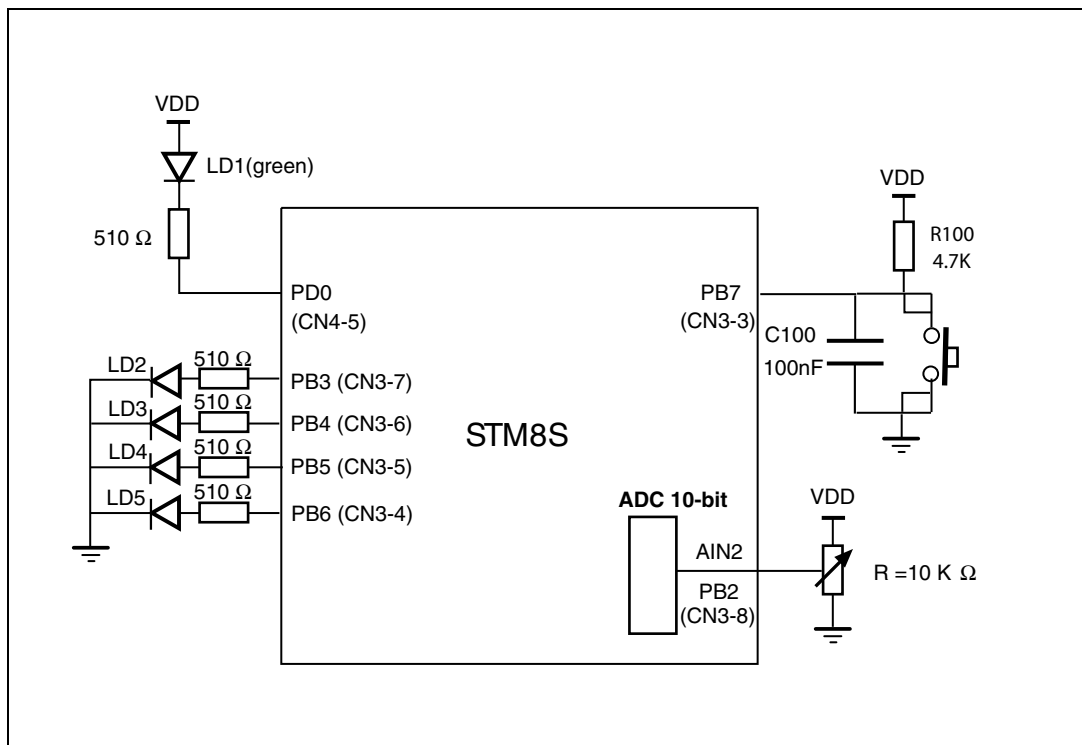 VDD
LD1(green)
510 Ω
PD0
(CN4-5)
LD2
510 Ω
PB3 (CN3-7)
LD3
510 Ω
PB4 (CN3-6)
LD4
510 Ω
PB5 (CN3-5)
LD5
510 Ω
PB6 (CN3-4)
STM8S
VDD
R100
4.7K
PB7
(CN3-3)
C100
100nF
ADC 10-bit
AIN2
PB2
(CN3-8)
VDD
R =10 K Ω